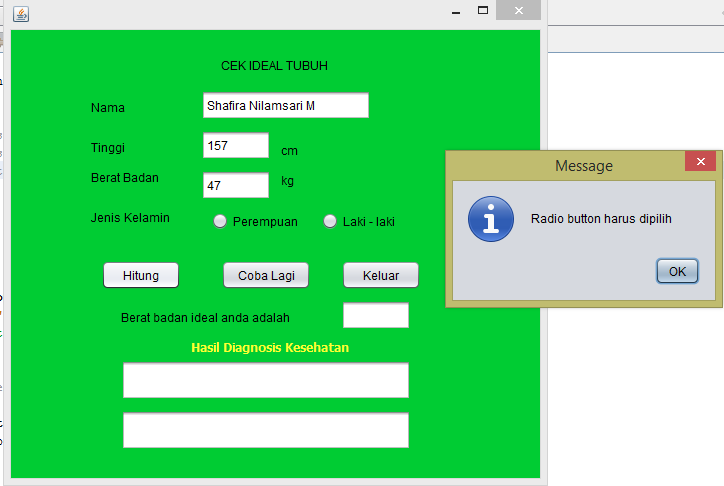 CEK IDEAL TUBUH
Nama
Shafira Nilamsari M
Tinggi
157
cm
Berat Badan
47
kg
Jenis Kelamin
Perempuan
Laki - laki
Hitung
Coba Lagi
Keluar
Berat badan ideal anda adalah
Hasil Diagnosis Kesehatan
Message
Radio button harus dipilih
OK